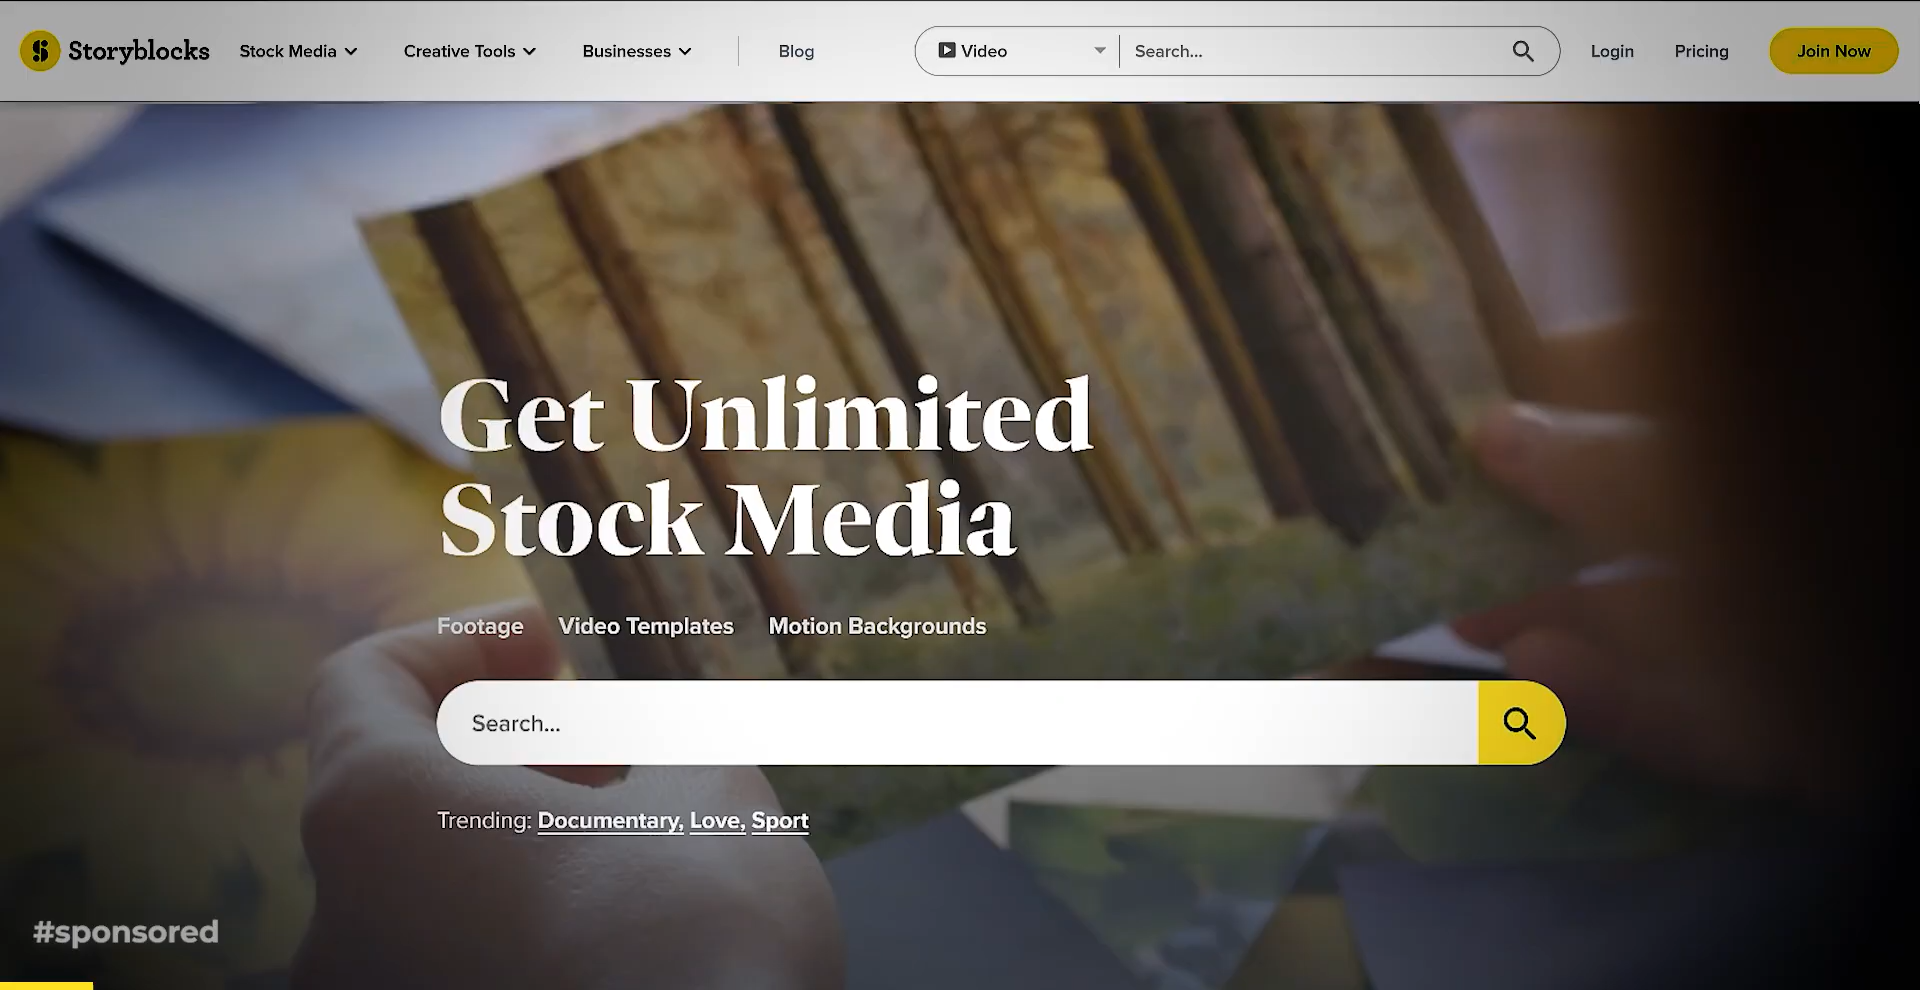 Storyblocks Stock Media Creative Tools Businesses Blog Video Search... Login Pricing Join Now
Get Unlimited
Stock Media
Footage Video Templates Motion Backgrounds
Search...
Trending: Documentary, Love, Sport
#sponsored